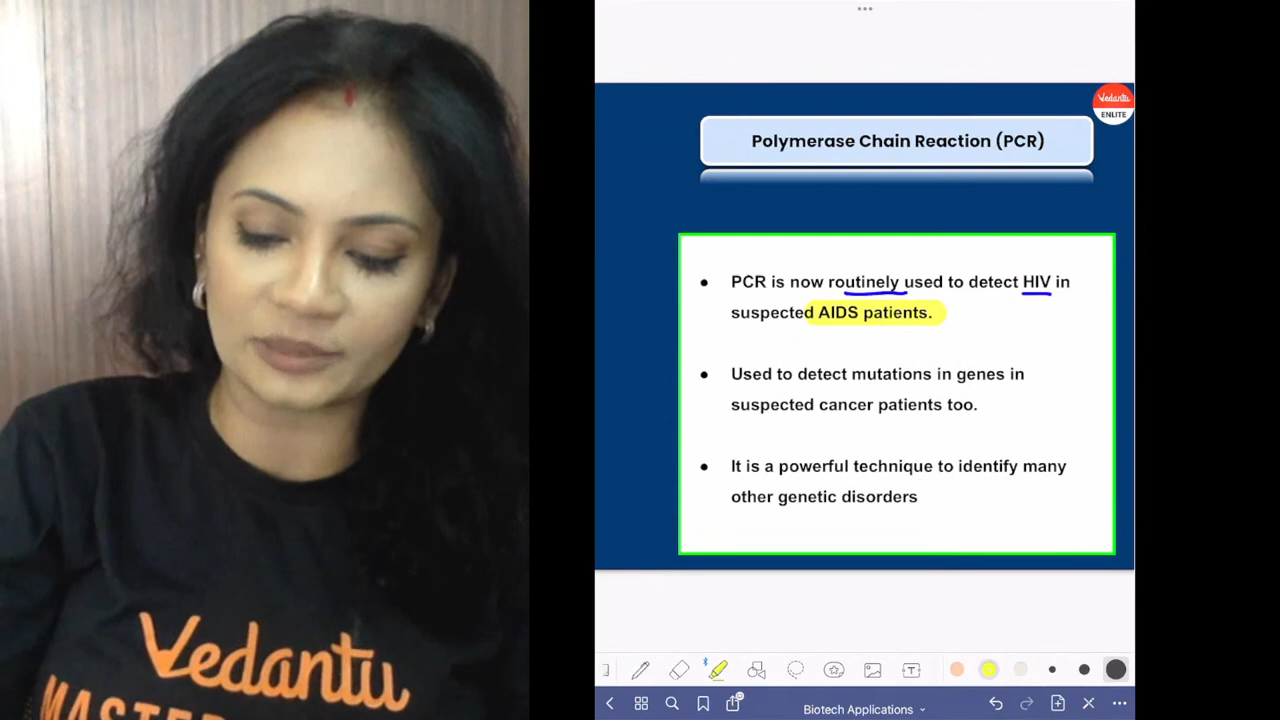 Vedantu
ENLITE
Polymerase Chain Reaction (PCR)
• PCR is now routinely used to detect HIV in
suspected AIDS patients.
• Used to detect mutations in genes in
suspected cancer patients too.
• It is a powerful technique to identify many
other genetic disorders
Vedantu
MASTER
T
Biotech Applications